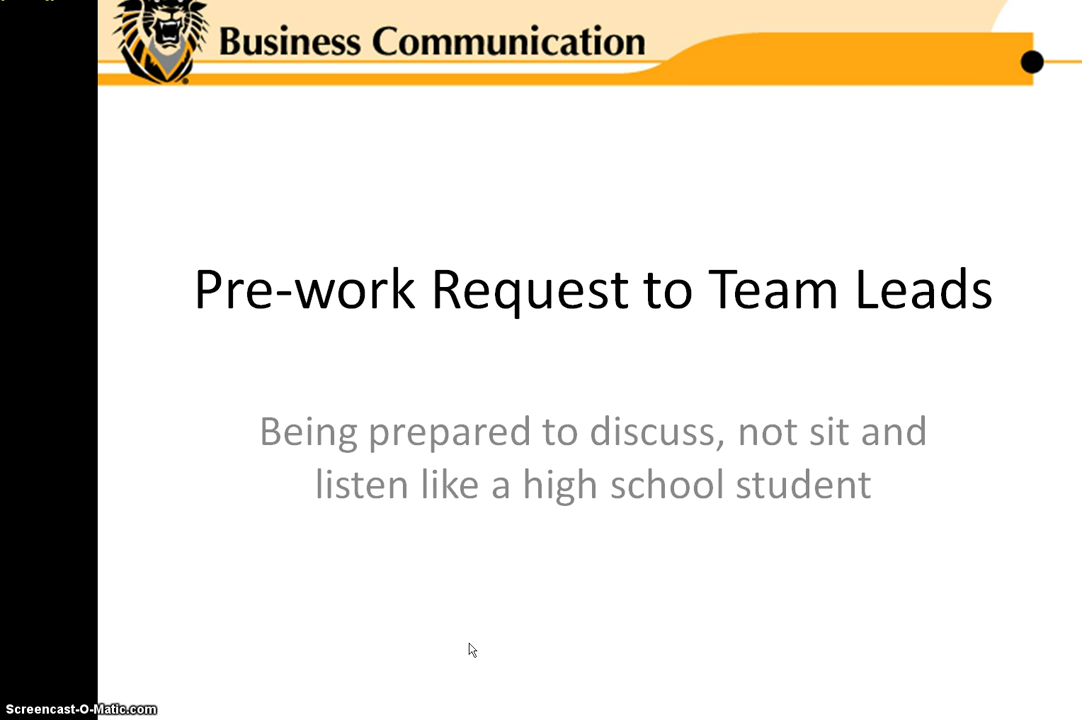 Business Communication
Pre-work Request to Team Leads
Being prepared to discuss, not sit and
listen like a high school student
Screencast-O-Matic.com